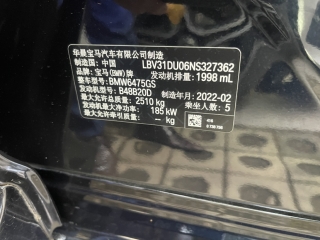 华晨宝马汽车有限公司制造
制造国：中国 LBV31DU06NS327362
品牌：宝马(BMW)牌 发动机排量：1998 mL
整车型号：BMW6475GS
发动机型号：B48B20D 制造年月：2022-02
最大允许总质量：2510 kg 乘坐人数：5
发动机最大净功率：185 kW
最大允许牵引质量：— kg